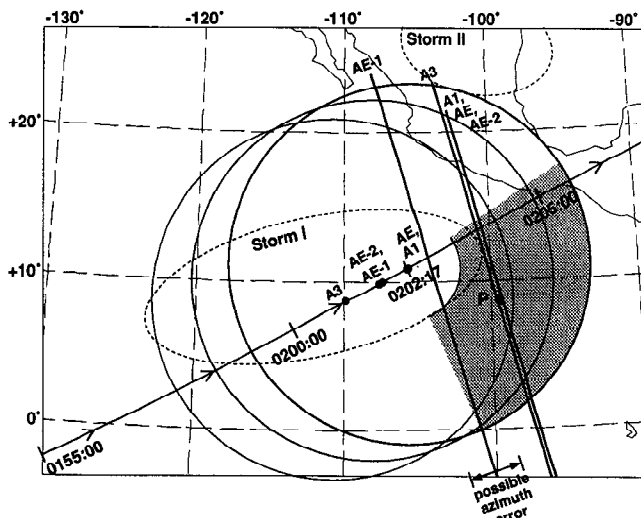 -130° -120° -110° -100° -90°
Storm II
AE-1
A3
A1,
AE,
AE-2
+20°
Storm I
AE-2,
AE,
A3 AE-1 A1
+10°
0202:17
0206:00
P
0200:00
0°
0155:00
possible
azimuth
error